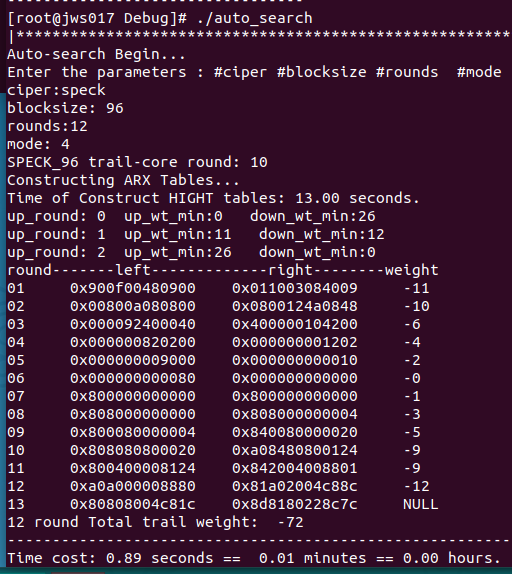 [root@jws017 Debug]# ./auto_search
|************************************************************
Auto-search Begin...
Enter the parameters : #ciper #blocksize #rounds  #mode
ciper:speck
blocksize: 96
rounds:12
mode: 4
SPECK_96 trail-core round: 10
Constructing ARX Tables...
Time of Construct HIGHT tables: 13.00 seconds.
up_round: 0  up_wt_min:0   down_wt_min:26
up_round: 1  up_wt_min:11   down_wt_min:12
up_round: 2  up_wt_min:26   down_wt_min:0
round-------left-------------right--------weight
01     0x900f00480900    0x011003084009    -11
02     0x00800a080800    0x0800124a0848    -10
03     0x000092400040    0x400000104200    -6
04     0x000000820200    0x000000001202    -4
05     0x000000009000    0x000000000010    -2
06     0x000000000080    0x000000000000    -0
07     0x800000000000    0x800000000000    -1
08     0x808000000000    0x808000000004    -3
09     0x800080000004    0x840080000020    -5
10     0x808080800020    0xa08480800124    -9
11     0x800400008124    0x842004008801    -9
12     0xa0a000008880    0x81a02004c88c    -12
13     0x80808004c81c    0x8d8180228c7c    NULL
12 round Total trail weight:  -72
------------------------------------------------------------
Time cost: 0.89 seconds ==  0.01 minutes == 0.00 hours.